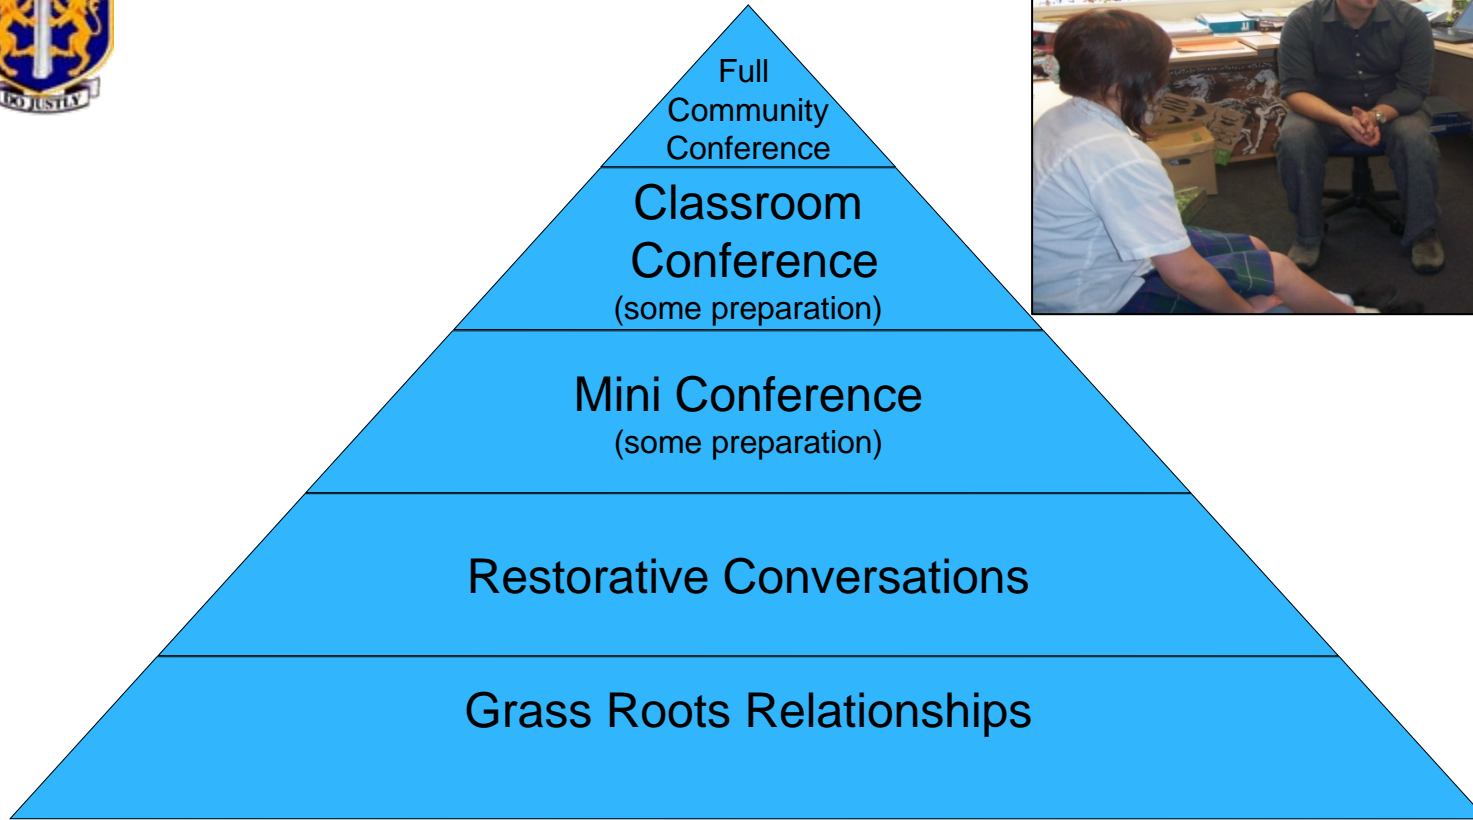 DO JUSTLY
Full
Community
Conference
Classroom
Conference
(some preparation)
Mini Conference
(some preparation)
Restorative Conversations
Grass Roots Relationships